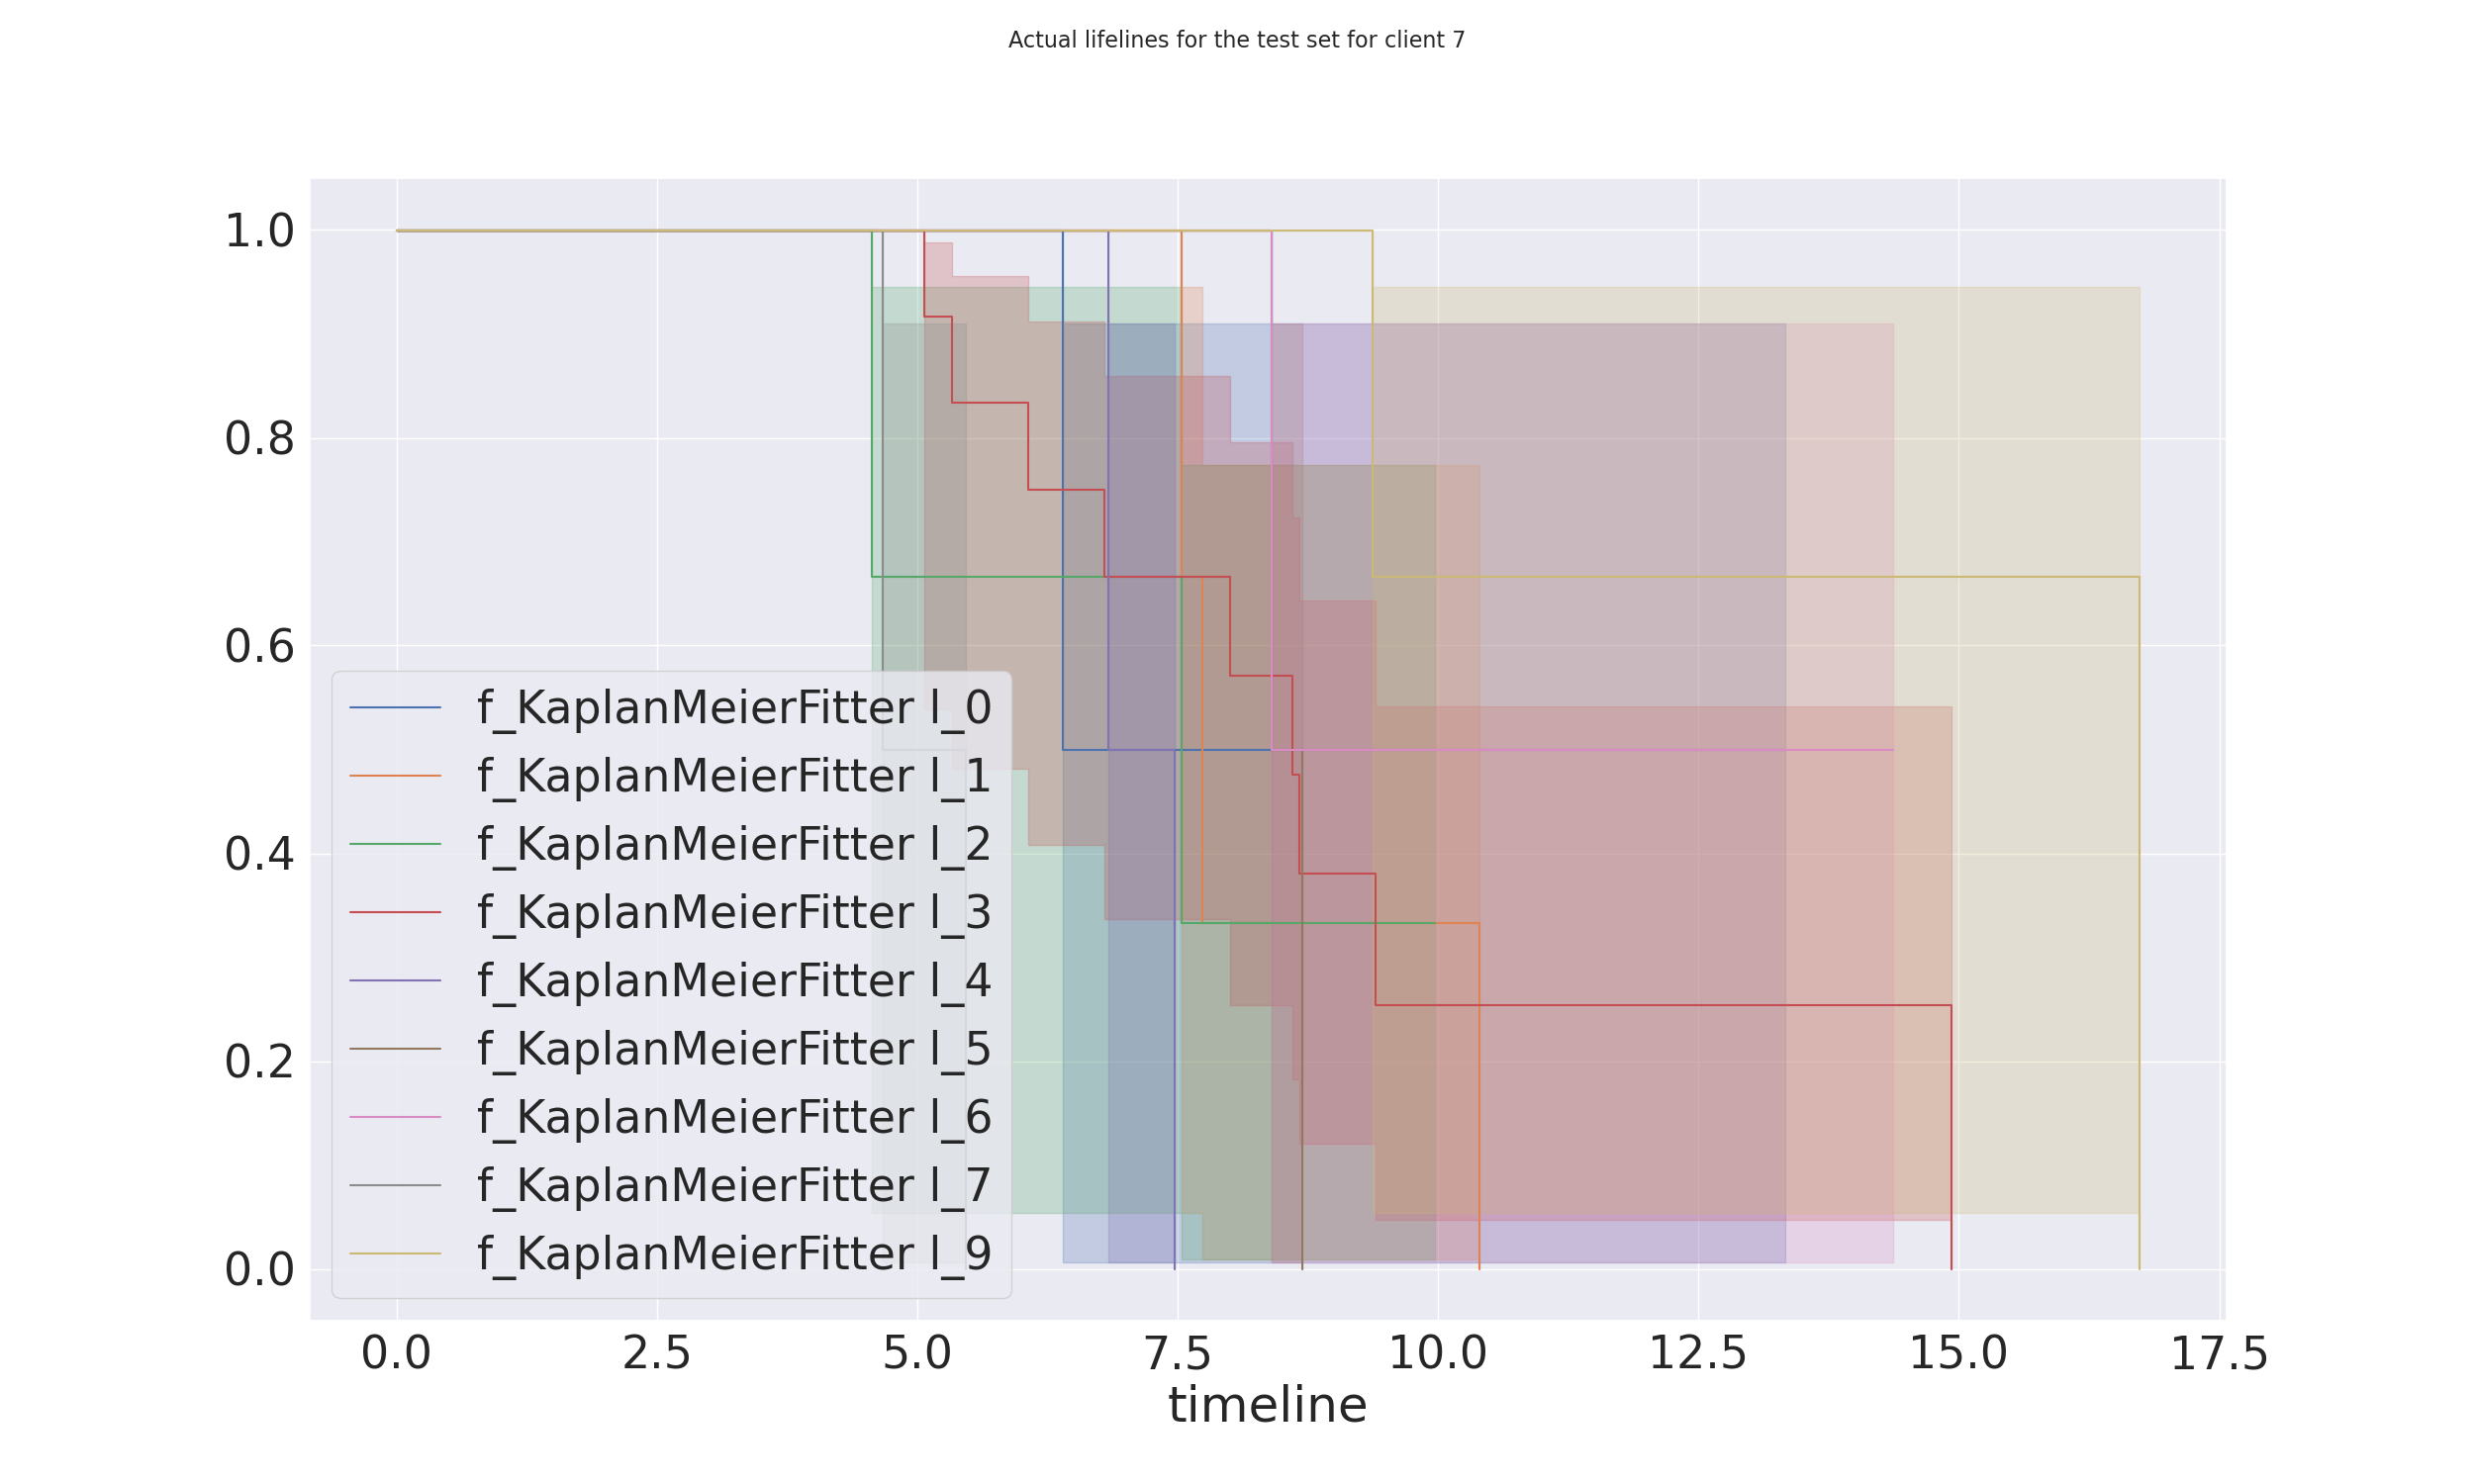 Actual lifelines for the test set for client 7
1.0
0.8
0.6
0.4
0.2
0.0
f_KaplanMeierFitter l_0
f_KaplanMeierFitter l_1
f_KaplanMeierFitter l_2
f_KaplanMeierFitter l_3
f_KaplanMeierFitter l_4
f_KaplanMeierFitter l_5
f_KaplanMeierFitter l_6
f_KaplanMeierFitter l_7
f_KaplanMeierFitter l_9
0.0 2.5 5.0 7.5 10.0 12.5 15.0 17.5
timeline